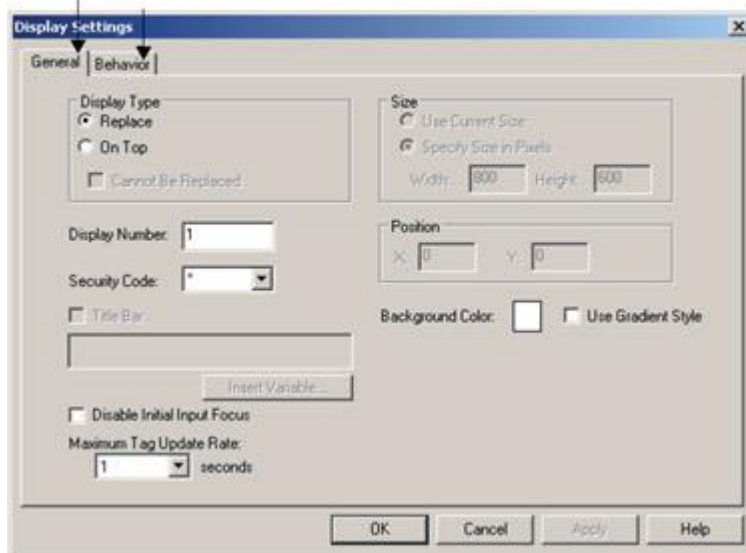 Display Settings
General Behavior
Display Type
Replace
On Top
Cannot Be Replaced
Size
Use Current Size
Specify Size in Pixels
Width: 800 Height: 600
Display Number: 1
Position
X: 0 Y: 0
Security Code: *
Title Bar
Background Color: Use Gradient Style
Insert Variable...
Disable Initial Input Focus
Maximum Tag Update Rate:
1 seconds
OK Cancel Apply Help